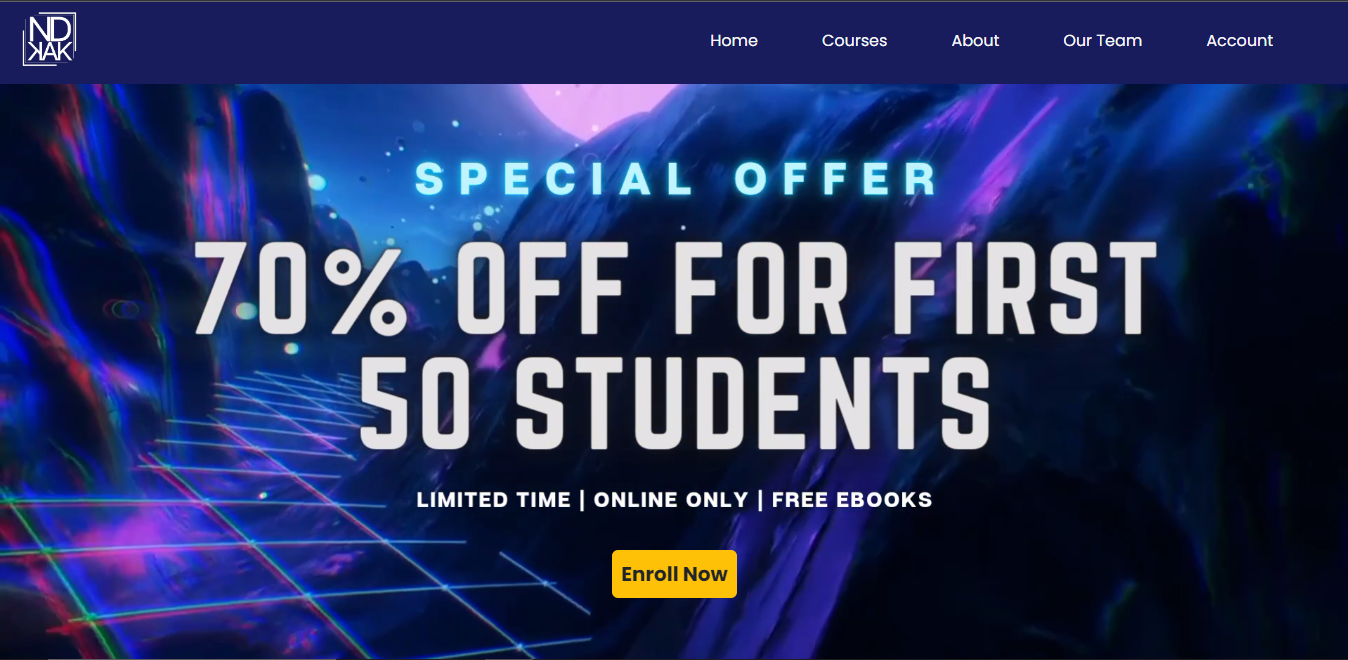 ND
KAK
Home Courses About Our Team Account
SPECIAL OFFER
70% OFF FOR FIRST
50 STUDENTS
LIMITED TIME | ONLINE ONLY | FREE EBOOKS
Enroll Now